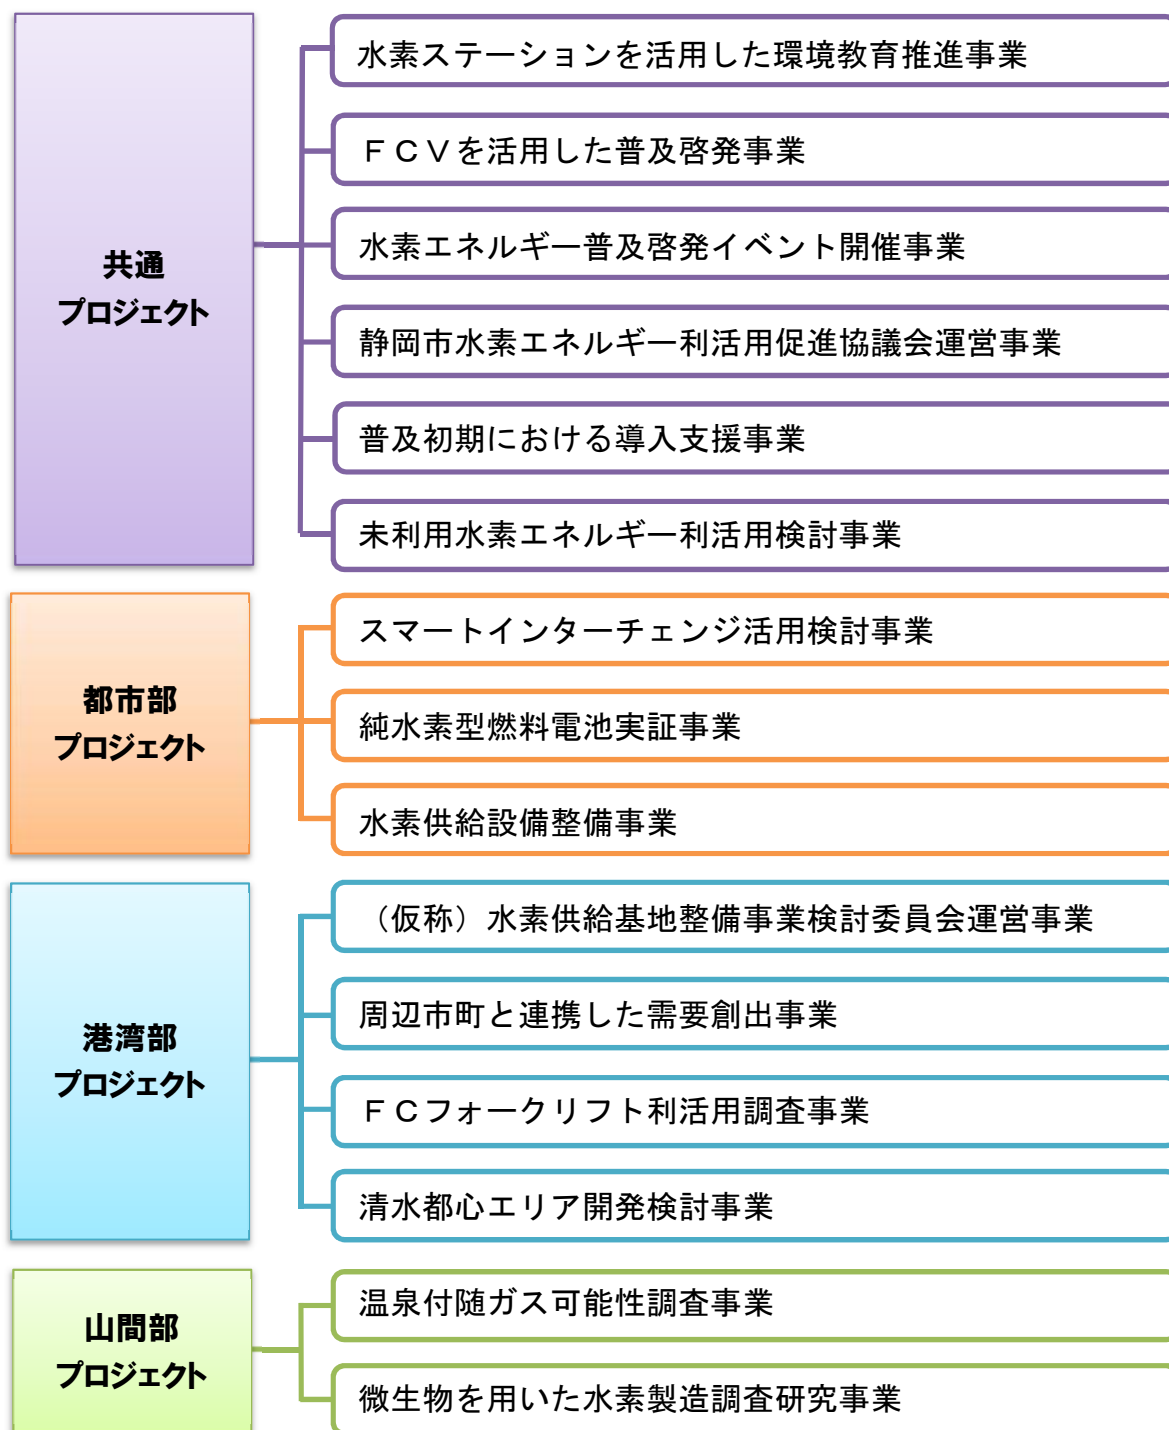 共通
プロジェクト
水素ステーションを活用した環境教育推進事業
ＦＣＶを活用した普及啓発事業
水素エネルギー普及啓発イベント開催事業
静岡市水素エネルギー利活用促進協議会運営事業
普及初期における導入支援事業
未利用水素エネルギー利活用検討事業
都市部
プロジェクト
スマートインターチェンジ活用検討事業
純水素型燃料電池実証事業
水素供給設備整備事業
港湾部
プロジェクト
（仮称）水素供給基地整備事業検討委員会運営事業
周辺市町と連携した需要創出事業
ＦＣフォークリフト利活用調査事業
清水都心エリア開発検討事業
山間部
プロジェクト
温泉付随ガス可能性調査事業
微生物を用いた水素製造調査研究事業